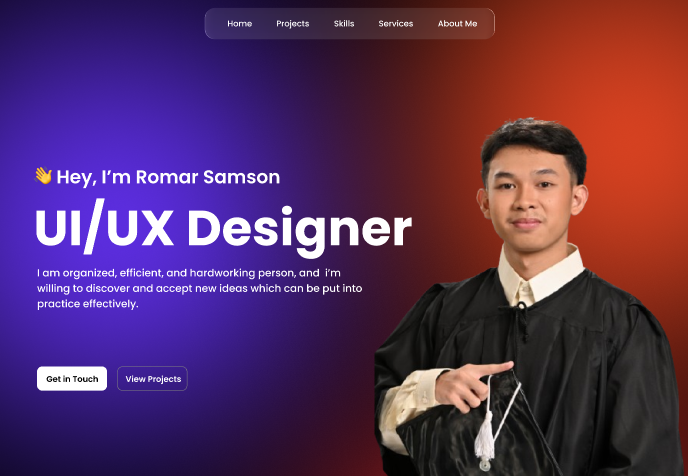 Home Projects Skills Services About Me
👋 Hey, I'm Romar Samson
UI/UX Designer
I am organized, efficient, and hardworking person, and i'm
willing to discover and accept new ideas which can be put into
practice effectively.
Get in Touch View Projects